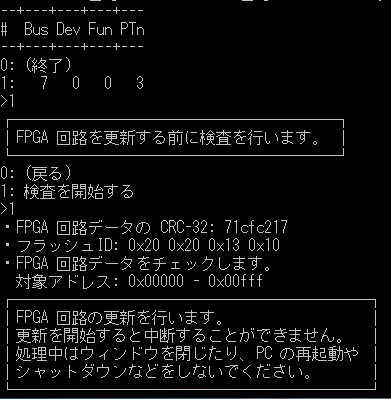 --+---+---+---+---
#  Bus Dev Fun PTn
--+---+---+---+---
0: (終了)
1:   7   0   0   3
>1
FPGA 回路を更新する前に検査を行います。
0: (戻る)
1: 検査を開始する
>1
・FPGA 回路データの CRC-32: 71cfc217
・フラッシュID: 0x20 0x20 0x13 0x10
・FPGA 回路データをチェックします。
対象アドレス: 0x00000 - 0x00fff
FPGA 回路の更新を行います。
更新を開始すると中断することができません。
処理中はウィンドウを閉じたり、PC の再起動や
シャットダウンなどをしないでください。